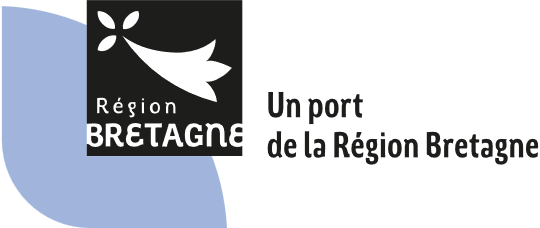 Région
BRETAGNE
Un port
de la Région Bretagne